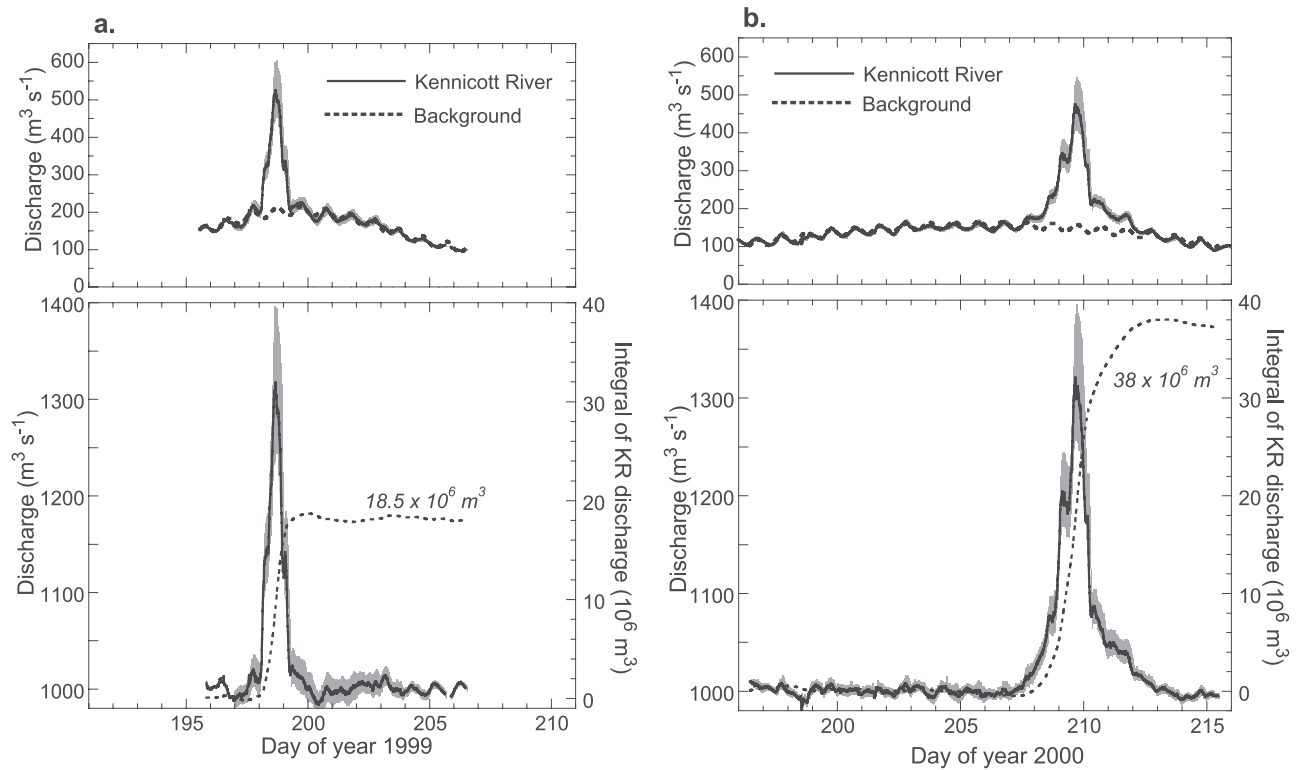 a.
Discharge (m³ s⁻¹)
600
500
400
300
200
100
0
Kennicott River
Background
Discharge (m³ s⁻¹)
1400
1300
1200
1100
1000
18.5 x 10⁶ m³
40
30
20
10
0
Integral of KR discharge (10⁶ m³)
195
200
205
210
Day of year 1999
b.
Discharge (m³ s⁻¹)
600
500
400
300
200
100
0
Kennicott River
Background
Discharge (m³ s⁻¹)
1400
1300
1200
1100
1000
38 x 10⁶ m³
40
30
20
10
0
Integral of KR discharge (10⁶ m³)
200
205
210
215
Day of year 2000